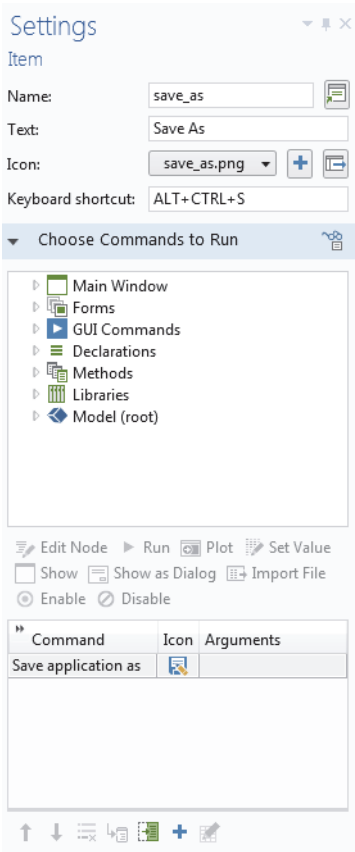 Settings
Item
Name: save_as
Text: Save As
Icon: save_as.png
Keyboard shortcut: ALT+CTRL+S
Choose Commands to Run
Main Window
Forms
GUI Commands
Declarations
Methods
Libraries
Model (root)
Edit Node Run Plot Set Value
Show Show as Dialog Import File
Enable Disable
Command Icon Arguments
Save application as